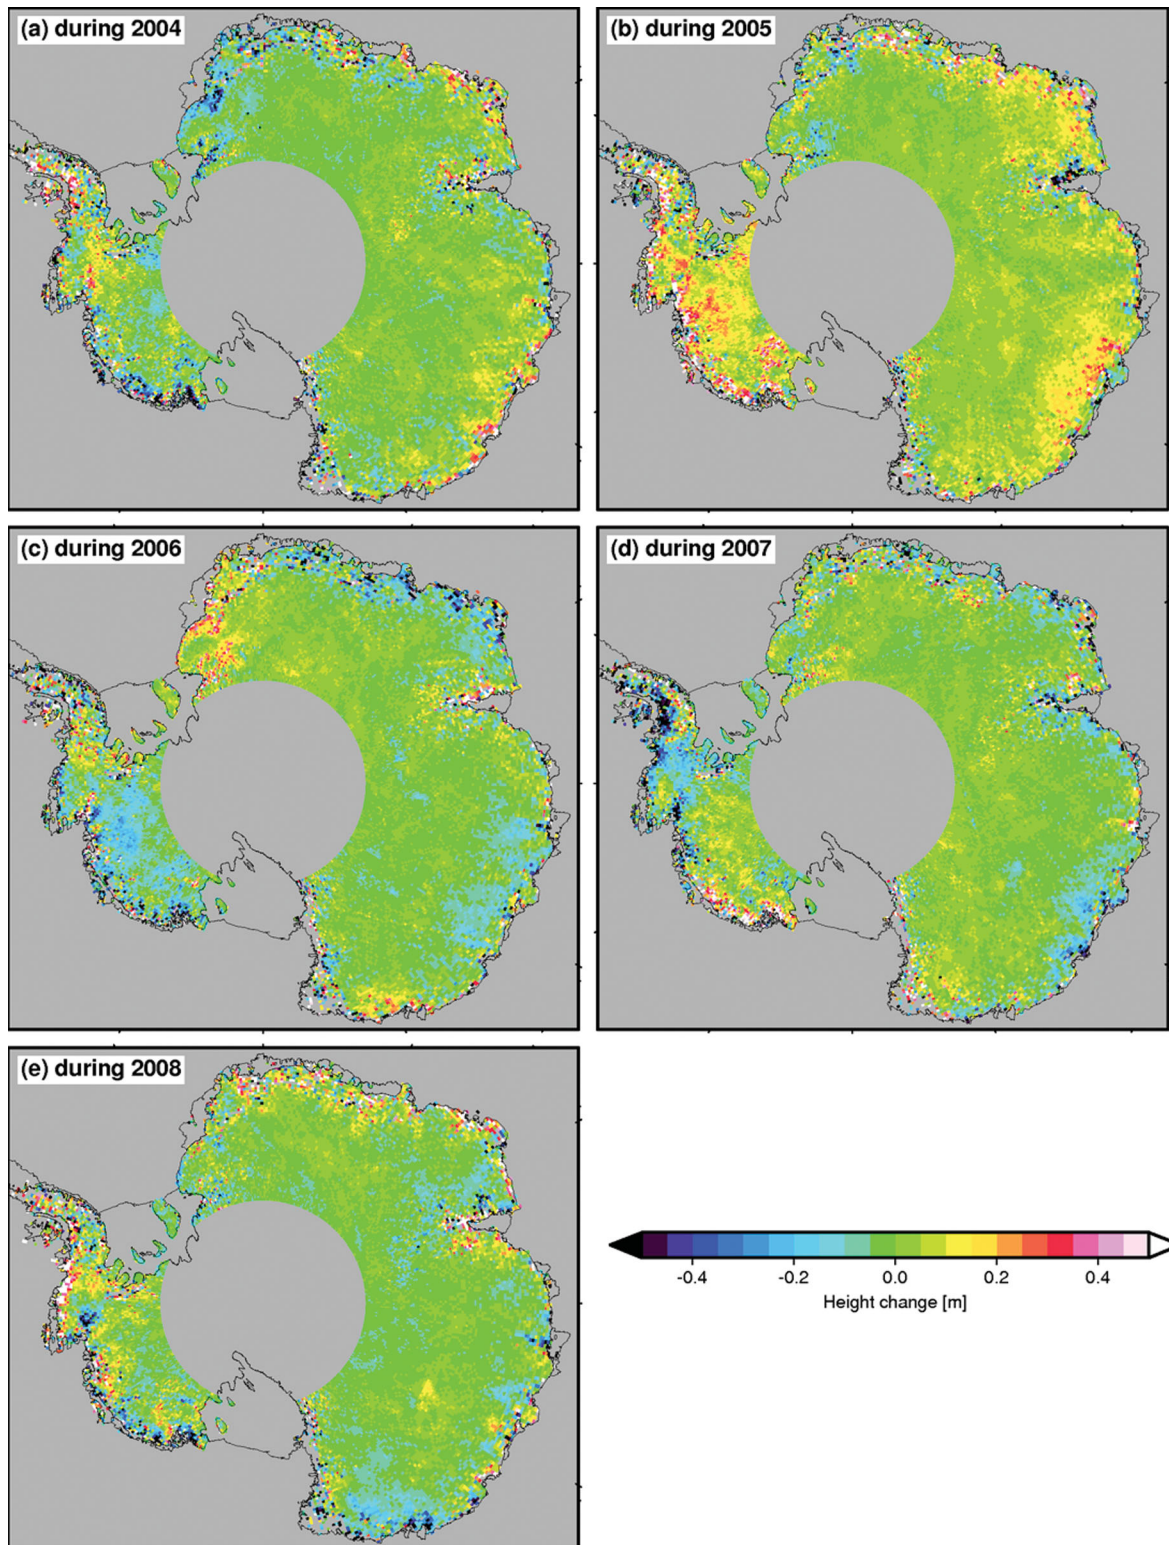 (a) during 2004
(b) during 2005
(c) during 2006
(d) during 2007
(e) during 2008
-0.4 -0.2 0.0 0.2 0.4
Height change [m]